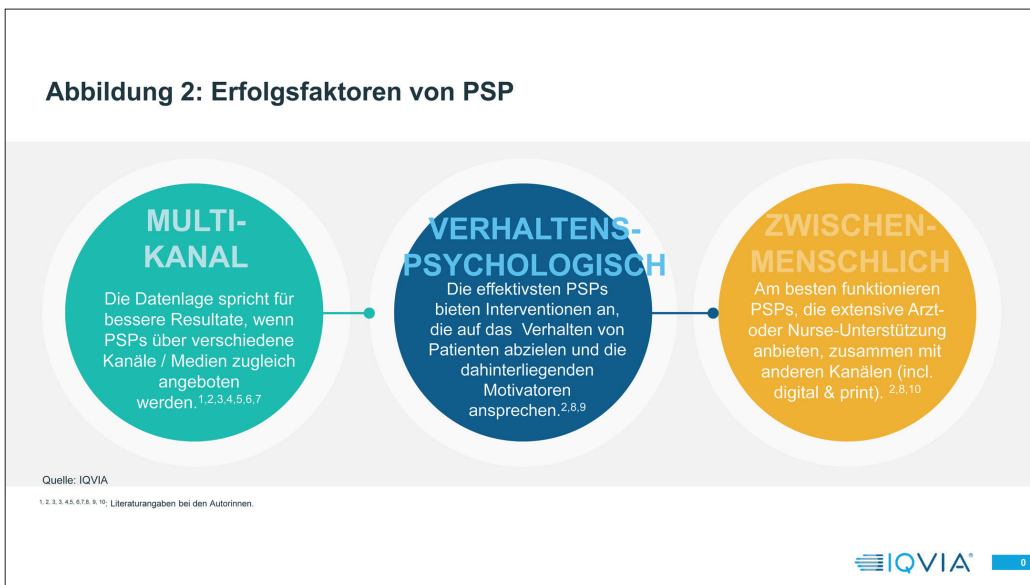 Abbildung 2: Erfolgsfaktoren von PSP
MULTI-
KANAL
Die Datenlage spricht für
bessere Resultate, wenn
PSPs über verschiedene
Kanäle / Medien zugleich
angeboten
werden.1,2,3,4,5,6,7
VERHALTENS-
PSYCHOLOGISCH
Die effektivsten PSPs
bieten Interventionen an,
die auf das Verhalten von
Patienten abzielen und die
dahinterliegenden
Motivatoren
ansprechen.2,8,9
ZWISCHEN-
MENSCHLICH
Am besten funktionieren
PSPs, die extensive Arzt-
oder Nurse-Unterstützung
anbieten, zusammen mit
anderen Kanälen (incl.
digital & print). 2,8,10
Quelle: IQVIA
1, 2, 3, 3, 4,5, 6,7,8, 9, 10: Literaturangaben bei den Autorinnen.
IQVIA®
0